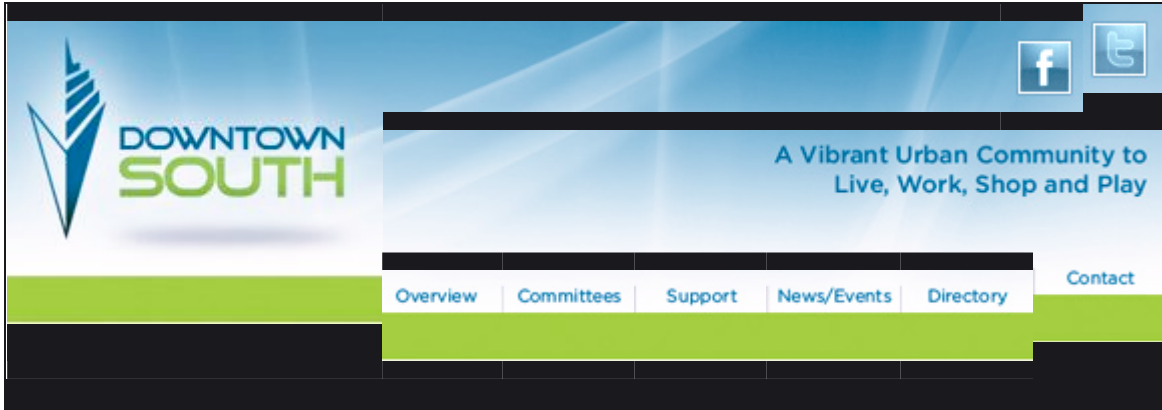 DOWNTOWN
SOUTH
A Vibrant Urban Community to
Live, Work, Shop and Play
Overview
Committees
Support
News/Events
Directory
Contact